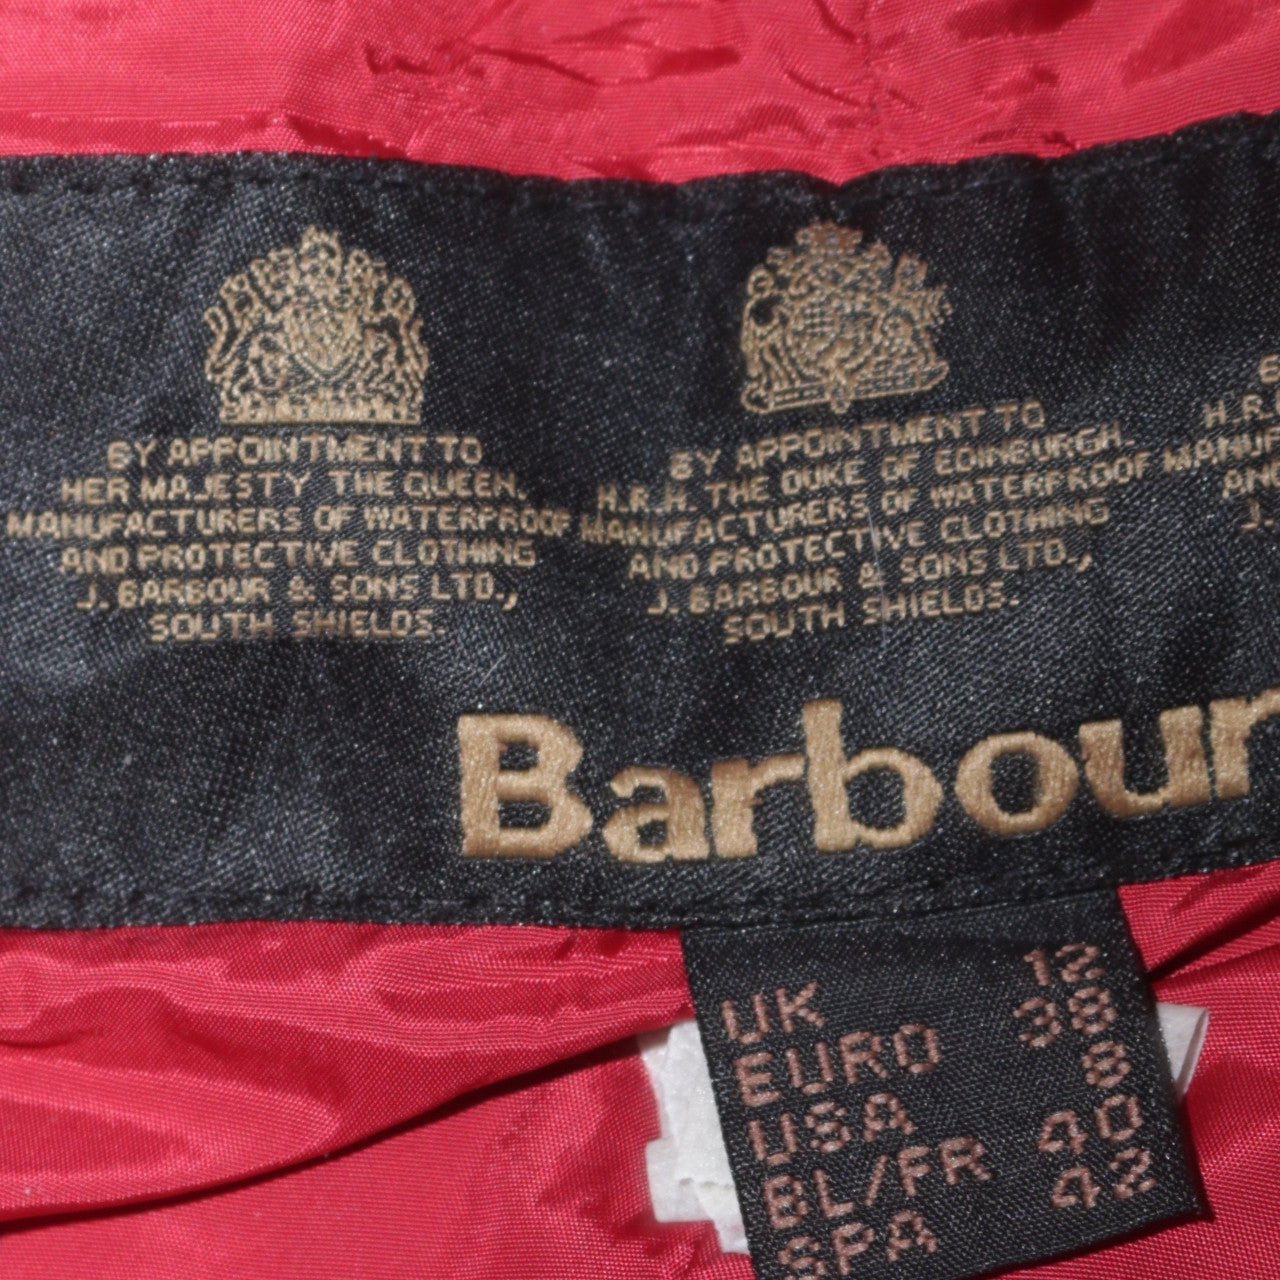 BY APPOINTMENT TO
HER MAJESTY THE QUEEN.
MANUFACTURERS OF WATERPROOF
AND PROTECTIVE CLOTHING
J. BARBOUR & SONS LTD.,
SOUTH SHIELDS.
BY APPOINTMENT TO
H.R.H. THE DUKE OF EDINBURGH.
MANUFACTURERS OF WATERPROOF
AND PROTECTIVE CLOTHING
J. BARBOUR & SONS LTD.,
SOUTH SHIELDS.
H.R.
MANUF
AN
J.
Barbour
UK 12
EURO 38
USA 8
BL/FR 40
SPA 42